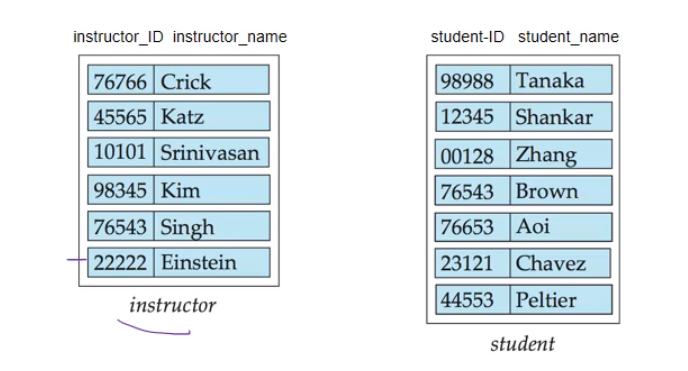 instructor_ID instructor_name
76766 Crick
45565 Katz
10101 Srinivasan
98345 Kim
76543 Singh
22222 Einstein
instructor
student-ID student_name
98988 Tanaka
12345 Shankar
00128 Zhang
76543 Brown
76653 Aoi
23121 Chavez
44553 Peltier
student